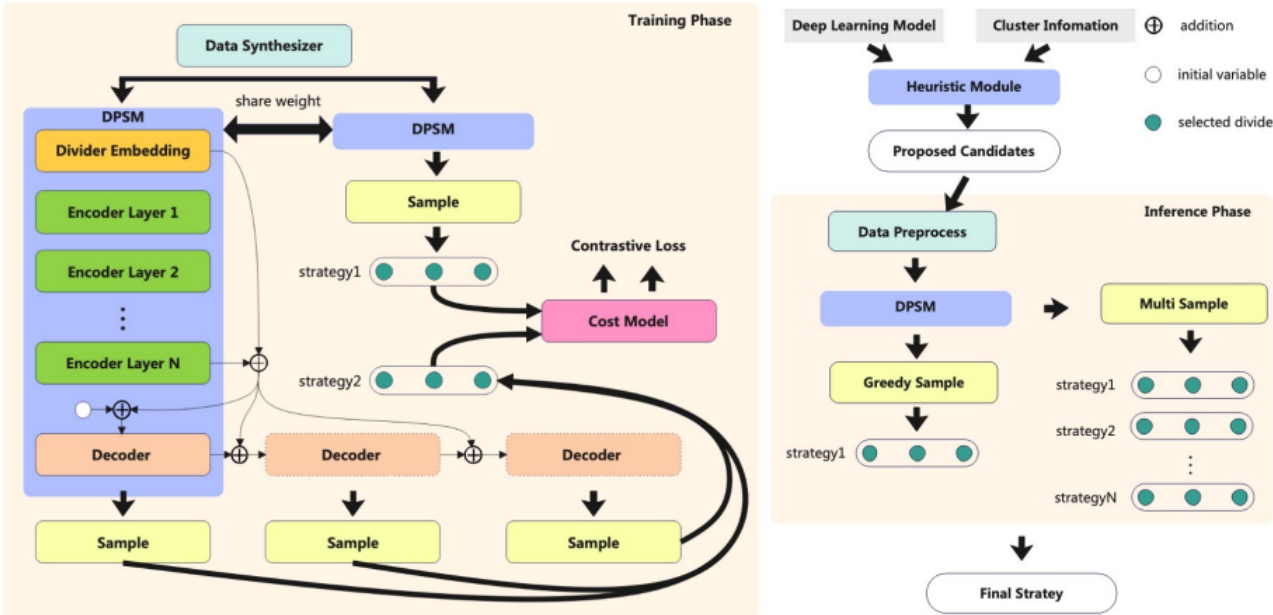 Training Phase
Data Synthesizer
share weight
DPSM
Divider Embedding
Encoder Layer 1
Encoder Layer 2
Encoder Layer N
Decoder
Decoder
Decoder
Sample
Sample
Sample
DPSM
Sample
strategy1
Contrastive Loss
Cost Model
strategy2
Deep Learning Model
Cluster Infomation
Heuristic Module
Proposed Candidates
addition
initial variable
selected divide
Inference Phase
Data Preprocess
DPSM
Multi Sample
Greedy Sample
strategy1
strategy1
strategy2
strategyN
Final Stratey